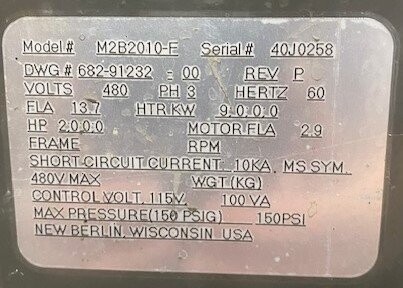 Model# M2B2010-E Serial# 40J0258
DWG # 682-91232 - 00 REV P
VOLTS 480 PH 3 HERTZ 60
FLA 13.7 HTR KW 9:0:0:0
HP 2:0:0:0 MOTOR FLA 2.9
FRAME RPM
SHORT CIRCUIT CURRENT 10KA, MS SYM,
480V MAX WGT (KG)
CONTROL VOLT. 115V. 100 VA
MAX PRESSURE(150 PSIG) 150PSI
NEW BERLIN, WISCONSIN USA